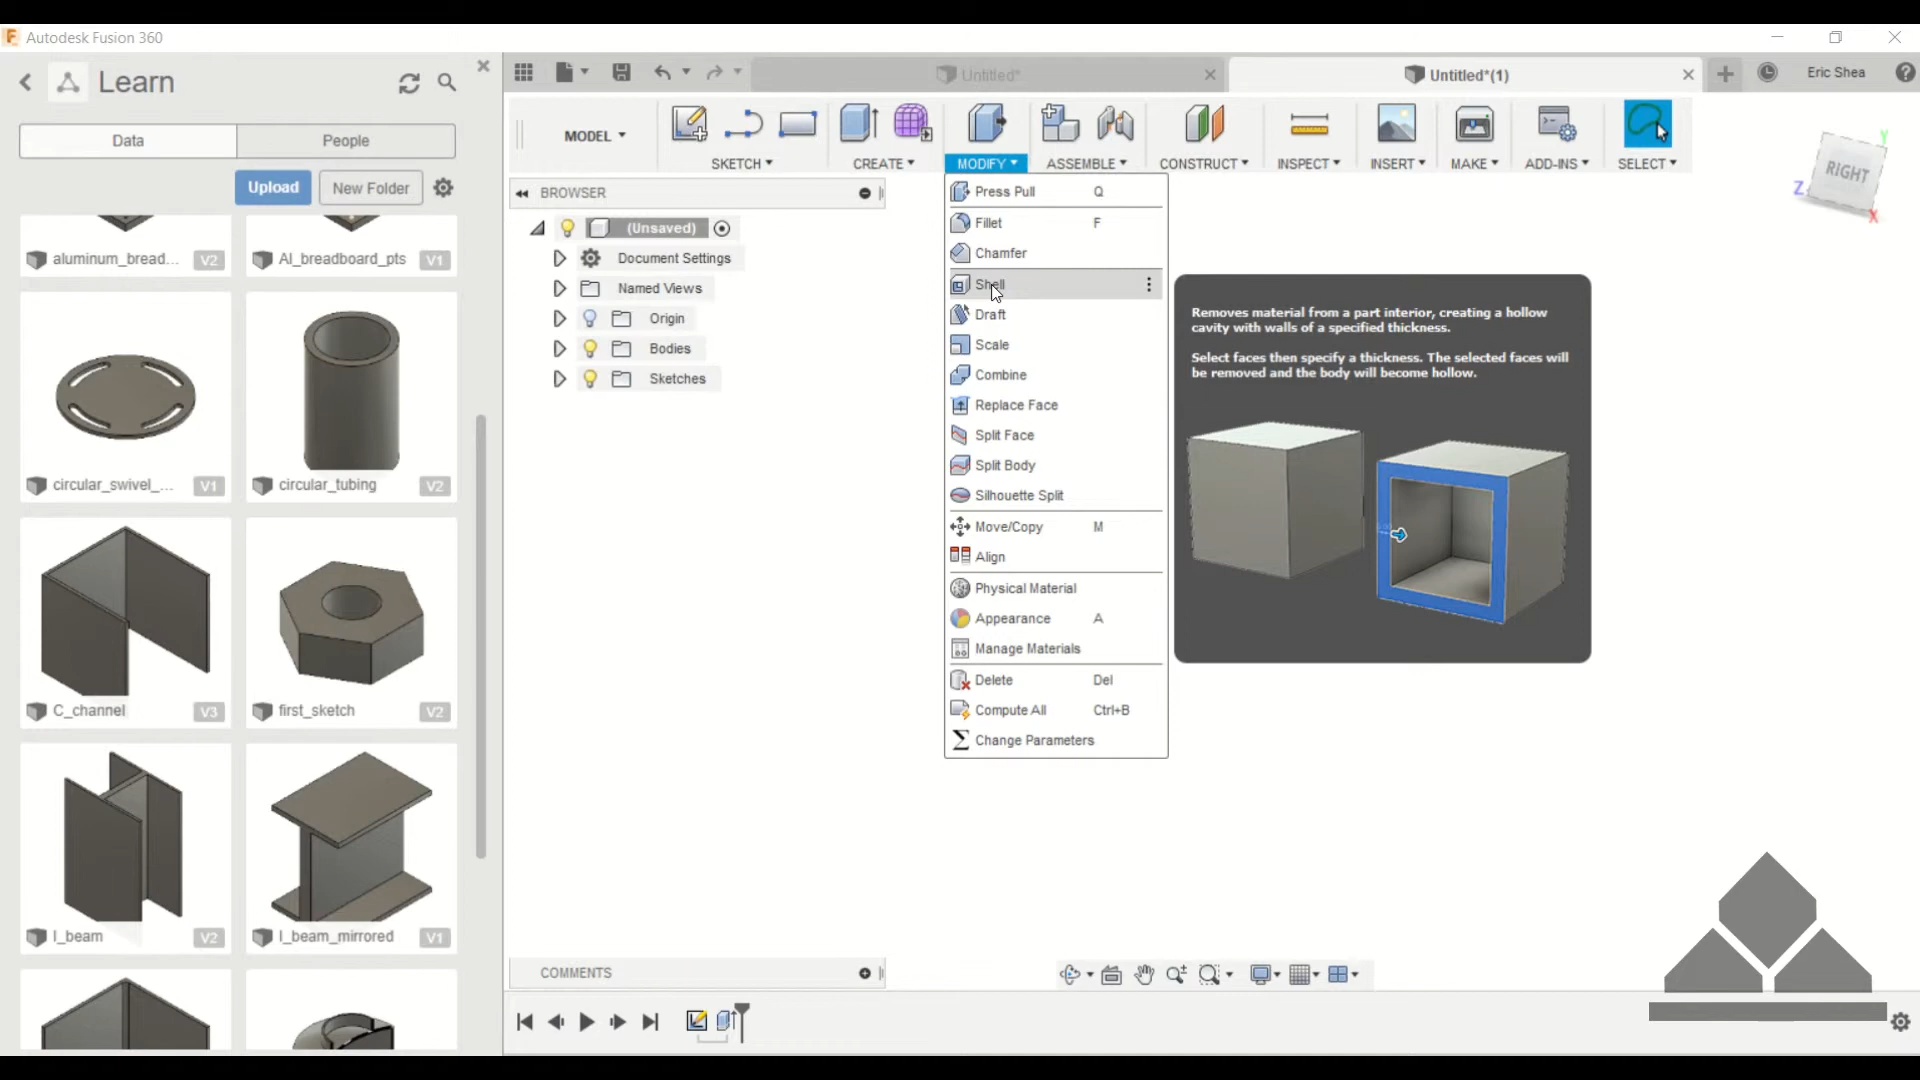 Autodesk Fusion 360
Learn
Data
People
Upload
New Folder
aluminum_bread...
V2
Al_breadboard_pts
V1
circular_swivel_...
V1
circular_tubing
V2
C_channel
V3
first_sketch
V2
I_beam
V2
I_beam_mirrored
V1
Untitled*
Untitled*(1)
Eric Shea
MODEL
SKETCH
CREATE
MODIFY
ASSEMBLE
CONSTRUCT
INSPECT
INSERT
MAKE
ADD-INS
SELECT
BROWSER
(Unsaved)
Document Settings
Named Views
Origin
Bodies
Sketches
Press Pull Q
Fillet F
Chamfer
Shell
Draft
Scale
Combine
Replace Face
Split Face
Split Body
Silhouette Split
Move/Copy M
Align
Physical Material
Appearance A
Manage Materials
Delete Del
Compute All Ctrl+B
Change Parameters
Removes material from a part interior, creating a hollow
cavity with walls of a specified thickness.
Select faces then specify a thickness. The selected faces will
be removed and the body will become hollow.
Y
RIGHT
Z
X
COMMENTS